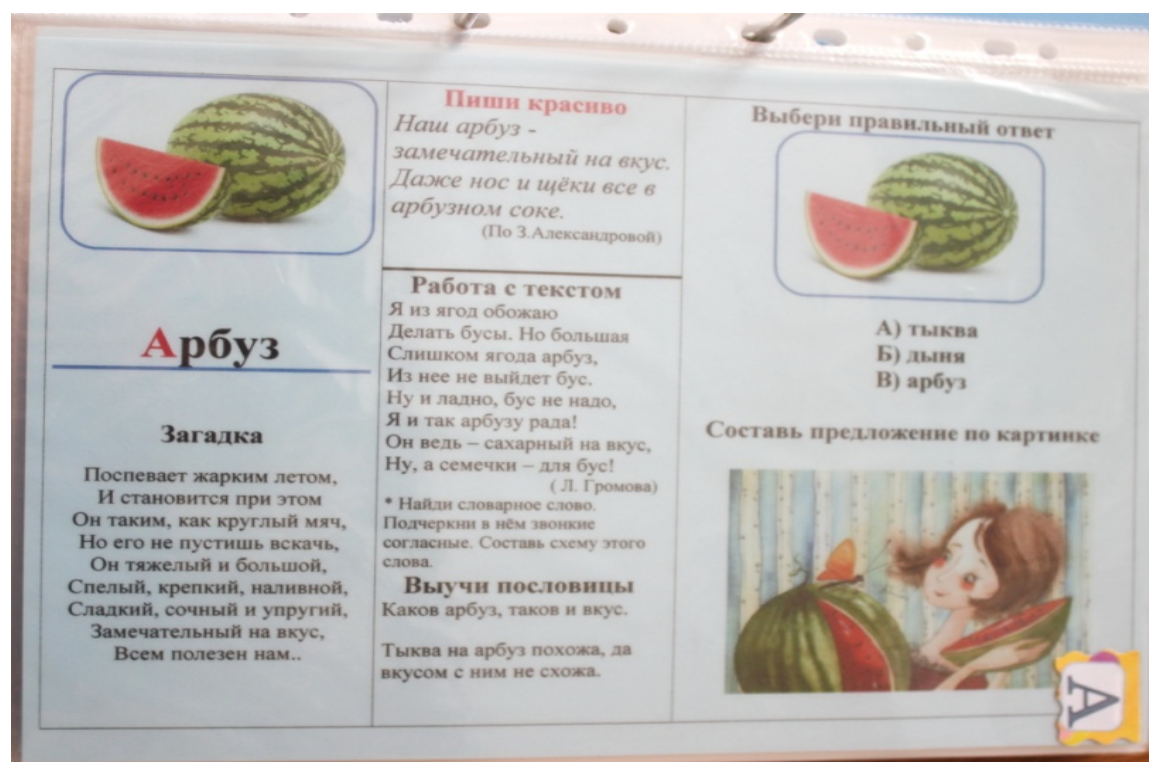 Арбуз
Загадка
Поспевает жарким летом,
И становится при этом
Он таким, как круглый мяч,
Но его не пустишь вскачь,
Он тяжелый и большой,
Спелый, крепкий, наливной,
Сладкий, сочный и упругий,
Замечательный на вкус,
Всем полезен нам..
Пиши красиво
Наш арбуз -
замечательный на вкус.
Даже нос и щёки все в
арбузном соке.
(По З.Александровой)
Работа с текстом
Я из ягод обожаю
Делать бусы. Но большая
Слишком ягода арбуз,
Из нее не выйдет бус.
Ну и ладно, бус не надо,
Я и так арбузу рада!
Он ведь – сахарный на вкус,
Ну, а семечки – для бус!
( Л. Громова)
* Найди словарное слово.
Подчеркни в нём звонкие
согласные. Составь схему этого
слова.
Выучи пословицы
Каков арбуз, таков и вкус.
Тыква на арбуз похожа, да
вкусом с ним не схожа.
Выбери правильный ответ
А) тыква
Б) дыня
В) арбуз
Составь предложение по картинке
А